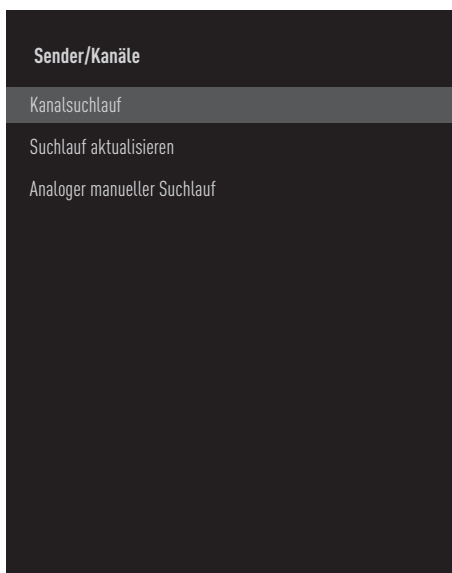 Sender/Kanäle
Kanalsuchlauf
Suchlauf aktualisieren
Analoger manueller Suchlauf